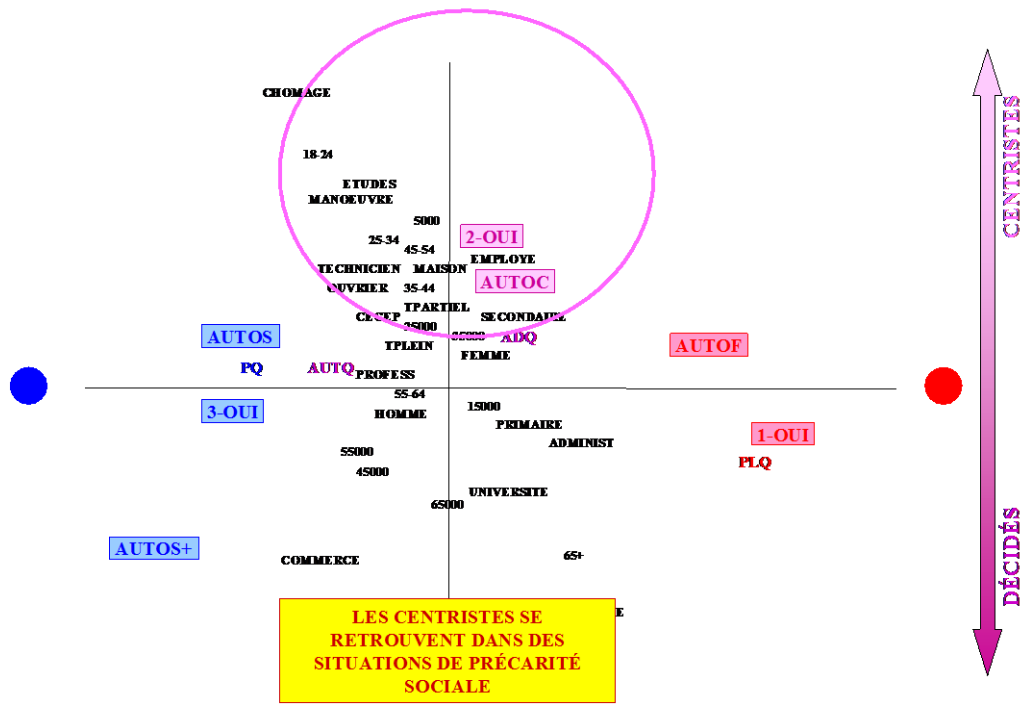 CHOMAGE
18-24
ETUDES
MANOEUVRE
5000
25-34
2-OUI
45-54
EMPLOYE
TECHNICIEN
MAISON
AUTOC
OUVRIER
35-44
TPARTIEL
CEGEP
SECONDAIRE
25000
AUTOS
35000
ADQ
TPLEIN
AUTOF
FEMME
PQ
AUTQ
PROFESS
55-64
3-OUI
HOMME
15000
PRIMAIRE
1-OUI
ADMINIST
55000
PLQ
45000
UNIVERSITE
65000
AUTOS+
COMMERCE
65+
LES CENTRISTES SE
RETROUVENT DANS DES
SITUATIONS DE PRÉCARITÉ
SOCIALE
CENTRISTES
DÉCIDÉS